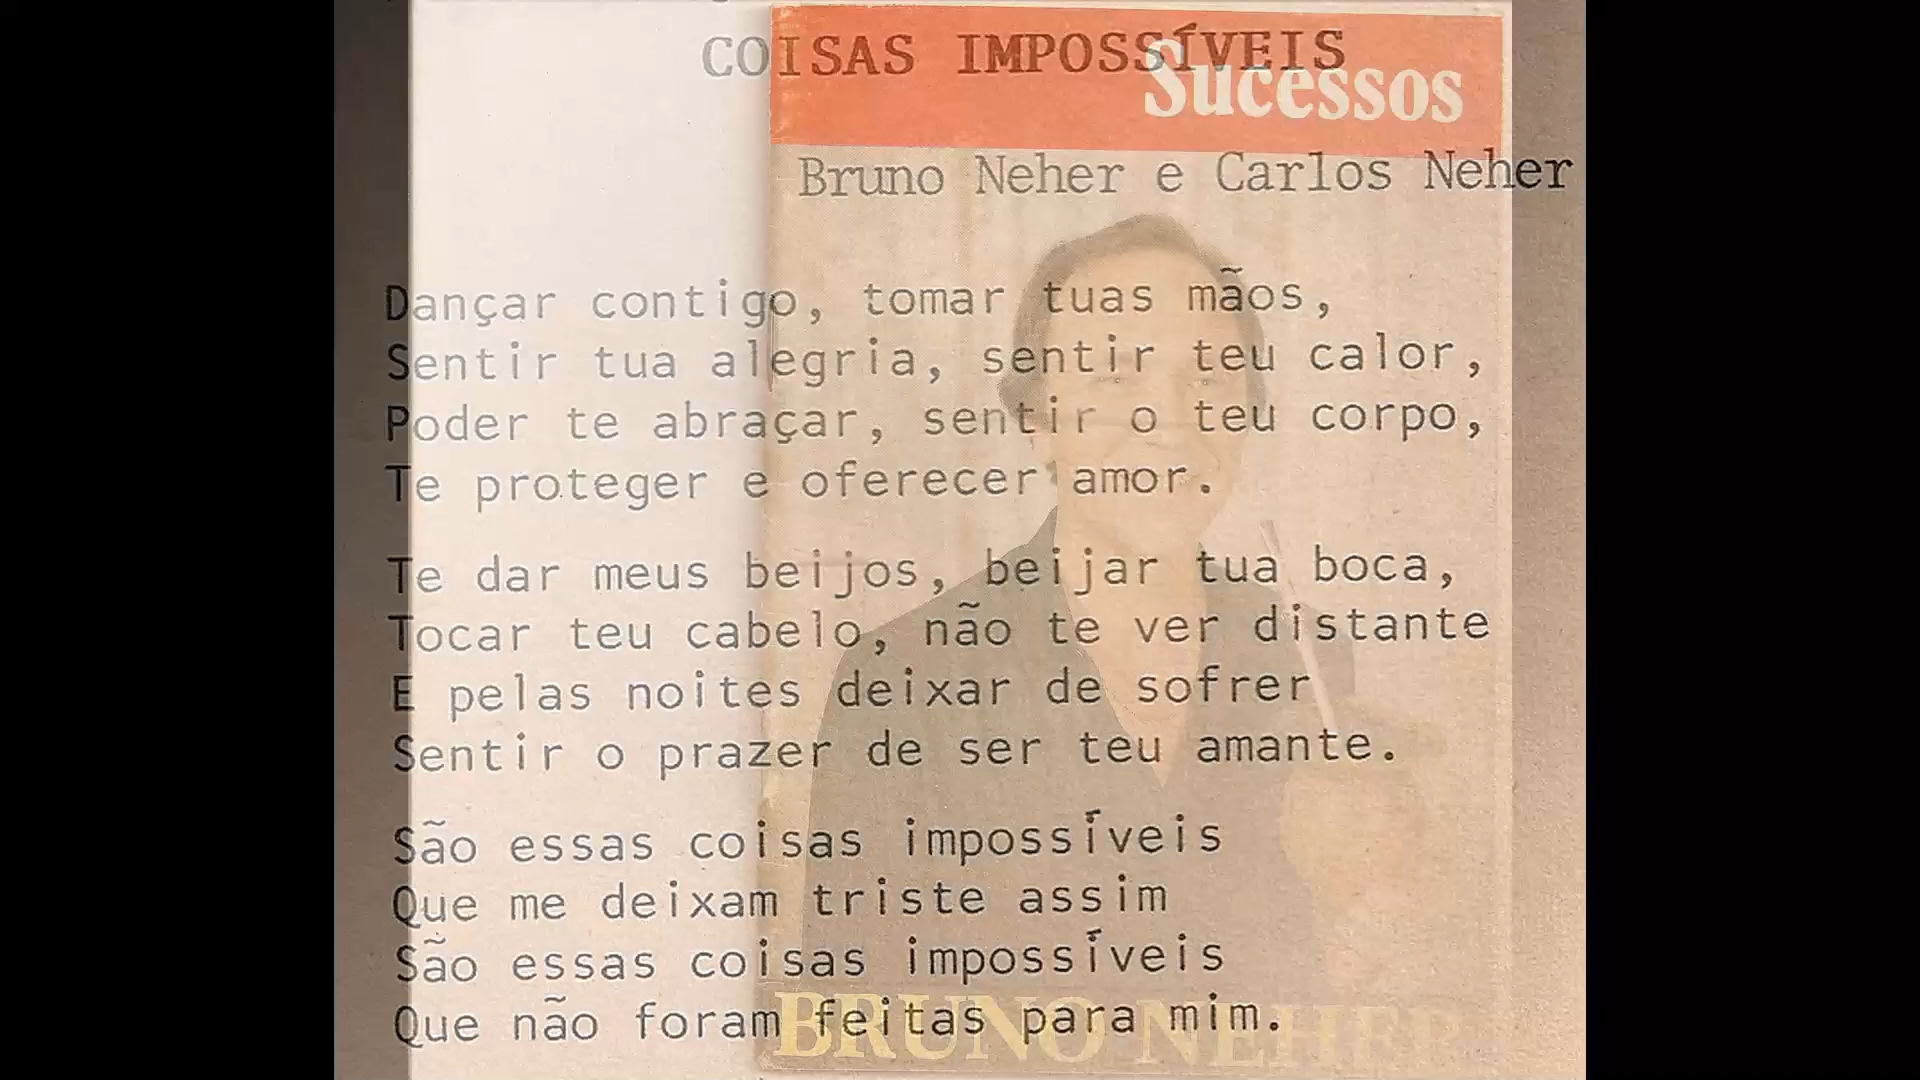 COISAS IMPOSSÍVEIS
Sucessos
Bruno Neher e Carlos Neher
Dançar contigo, tomar tuas mãos,
Sentir tua alegria, sentir teu calor,
Poder te abraçar, sentir o teu corpo,
Te proteger e oferecer amor.
Te dar meus beijos, beijar tua boca,
Tocar teu cabelo, não te ver distante
E pelas noites deixar de sofrer
Sentir o prazer de ser teu amante.
São essas coisas impossíveis
Que me deixam triste assim
São essas coisas impossíveis
Que não foram feitas para mim.
BRUNO NEHER